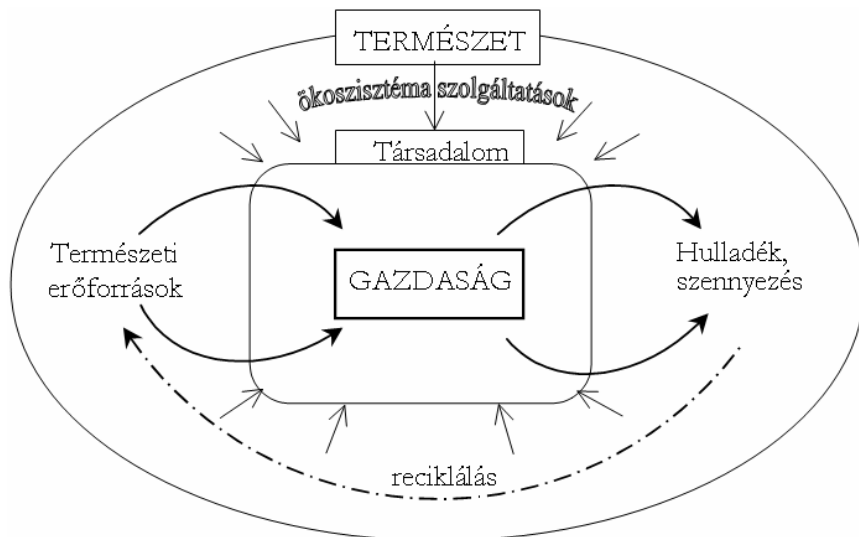 TERMÉSZET
ökoszisztéma szolgáltatások
Társadalom
Természeti
erőforrások
GAZDASÁG
Hulladék,
szennyezés
reciklálás